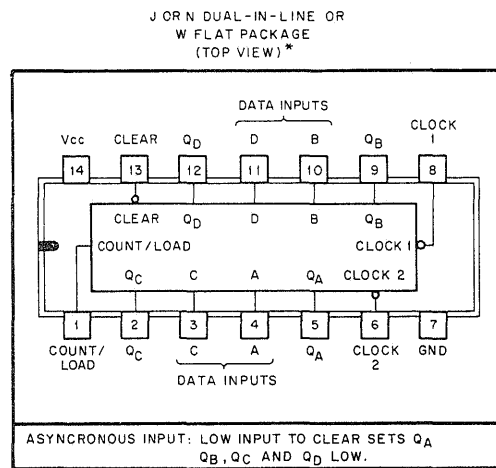 J OR N DUAL-IN-LINE OR
W FLAT PACKAGE
(TOP VIEW)*
DATA INPUTS
CLOCK
1
Vcc CLEAR QD D B QB
14 13 12 11 10 9 8
CLEAR QD D B QB
COUNT/LOAD CLOCK 1
QC C A QA CLOCK 2
1 2 3 4 5 6 7
COUNT/
LOAD QC C A QA CLOCK
2 GND
DATA INPUTS
ASYNCRONOUS INPUT: LOW INPUT TO CLEAR SETS QA
QB, QC AND QD LOW.